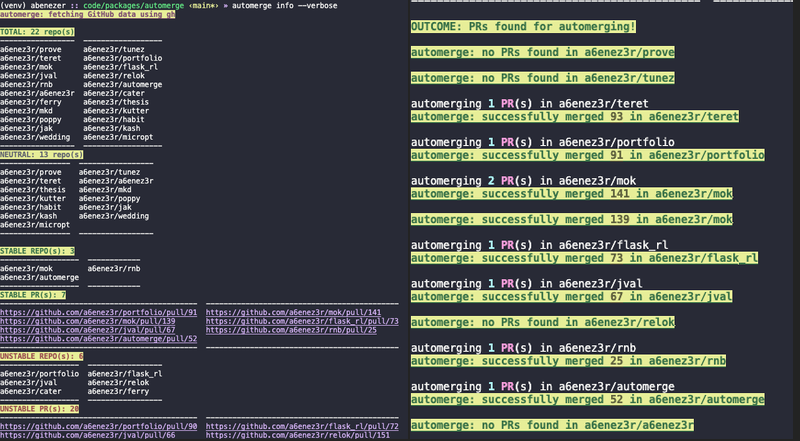 (venv) abenezer :: code/packages/automerge ‹main*› » automerge info --verbose
automerge: fetching GitHub data using gh
TOTAL: 22 repo(s)
a6enez3r/prove a6enez3r/tunez
a6enez3r/teret a6enez3r/portfolio
a6enez3r/mok a6enez3r/flask_rl
a6enez3r/jval a6enez3r/relok
a6enez3r/rnb a6enez3r/automerge
a6enez3r/a6enez3r a6enez3r/cater
a6enez3r/ferry a6enez3r/thesis
a6enez3r/mkd a6enez3r/kutter
a6enez3r/poppy a6enez3r/habit
a6enez3r/jak a6enez3r/kash
a6enez3r/wedding a6enez3r/micropt
NEUTRAL: 13 repo(s)
a6enez3r/prove a6enez3r/tunez
a6enez3r/teret a6enez3r/a6enez3r
a6enez3r/thesis a6enez3r/mkd
a6enez3r/kutter a6enez3r/poppy
a6enez3r/habit a6enez3r/jak
a6enez3r/kash a6enez3r/wedding
a6enez3r/micropt
STABLE REPO(s): 3
a6enez3r/mok a6enez3r/rnb
a6enez3r/automerge
STABLE PR(s): 7
https://github.com/a6enez3r/portfolio/pull/91 https://github.com/a6enez3r/mok/pull/141
https://github.com/a6enez3r/mok/pull/139 https://github.com/a6enez3r/flask_rl/pull/73
https://github.com/a6enez3r/jval/pull/67 https://github.com/a6enez3r/rnb/pull/25
https://github.com/a6enez3r/automerge/pull/52
UNSTABLE REPO(s): 6
a6enez3r/portfolio a6enez3r/flask_rl
a6enez3r/jval a6enez3r/relok
a6enez3r/cater a6enez3r/ferry
UNSTABLE PR(s): 20
https://github.com/a6enez3r/portfolio/pull/90 https://github.com/a6enez3r/flask_rl/pull/72
https://github.com/a6enez3r/jval/pull/66 https://github.com/a6enez3r/relok/pull/151
OUTCOME: PRs found for automerging!
automerge: no PRs found in a6enez3r/prove
automerge: no PRs found in a6enez3r/tunez
automerging 1 PR(s) in a6enez3r/teret
automerge: successfully merged 93 in a6enez3r/teret
automerging 1 PR(s) in a6enez3r/portfolio
automerge: successfully merged 91 in a6enez3r/portfolio
automerging 2 PR(s) in a6enez3r/mok
automerge: successfully merged 141 in a6enez3r/mok
automerge: successfully merged 139 in a6enez3r/mok
automerging 1 PR(s) in a6enez3r/flask_rl
automerge: successfully merged 73 in a6enez3r/flask_rl
automerging 1 PR(s) in a6enez3r/jval
automerge: successfully merged 67 in a6enez3r/jval
automerge: no PRs found in a6enez3r/relok
automerging 1 PR(s) in a6enez3r/rnb
automerge: successfully merged 25 in a6enez3r/rnb
automerging 1 PR(s) in a6enez3r/automerge
automerge: successfully merged 52 in a6enez3r/automerge
automerge: no PRs found in a6enez3r/a6enez3r